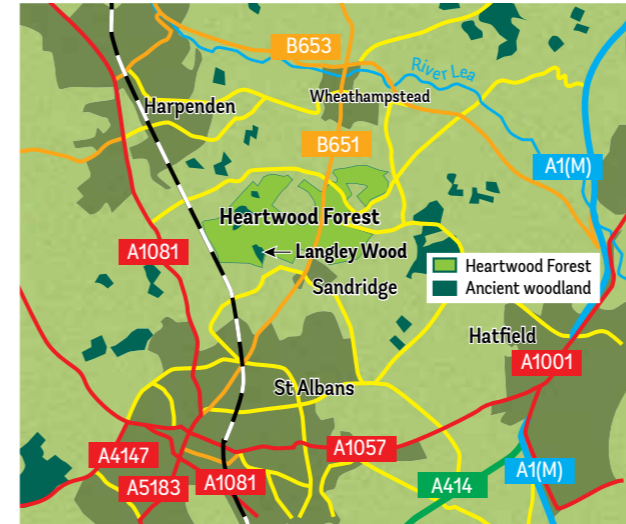 B653
River Lea
Harpenden
Wheathampstead
B651
A1(M)
Heartwood Forest
A1081
Langley Wood
Heartwood Forest
Ancient woodland
Sandridge
Hatfield
A1001
St Albans
A1057
A4147
A1081
A5183
A414
A1(M)